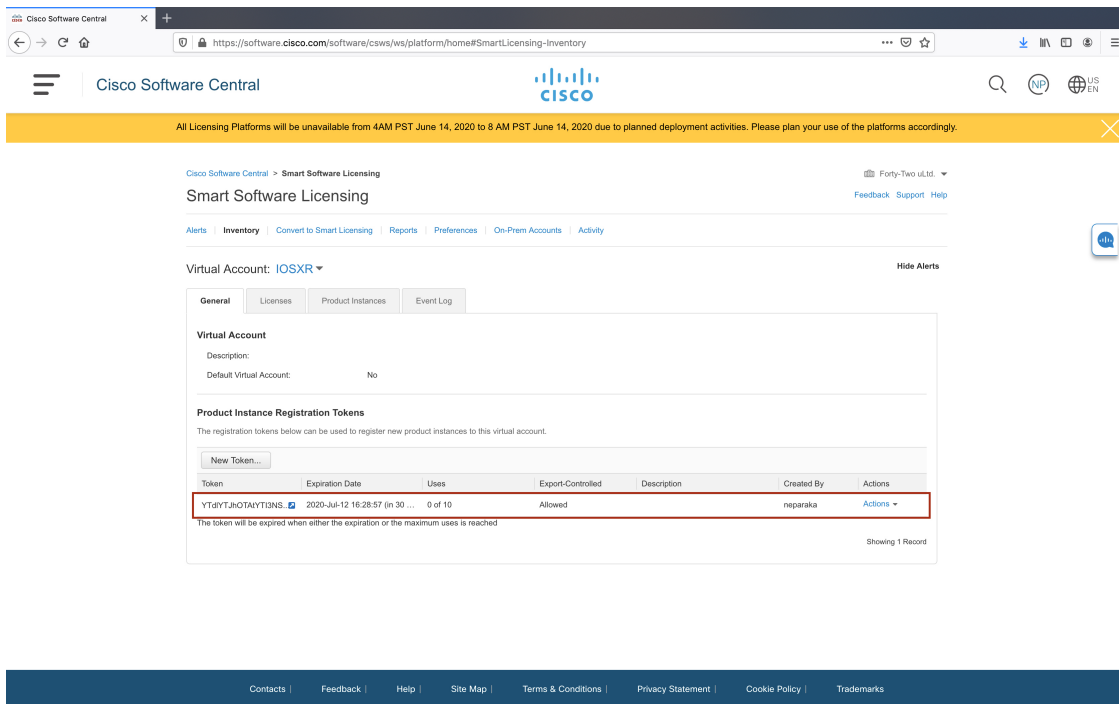 Cisco Software Central
https://software.cisco.com/software/csws/ws/platform/home#SmartLicensing-Inventory
Cisco Software Central
CISCO
NP
US
EN
All Licensing Platforms will be unavailable from 4AM PST June 14, 2020 to 8 AM PST June 14, 2020 due to planned deployment activities. Please plan your use of the platforms accordingly.
Cisco Software Central > Smart Software Licensing
Forty-Two uLtd.
Smart Software Licensing
Feedback Support Help
Alerts | Inventory | Convert to Smart Licensing | Reports | Preferences | On-Prem Accounts | Activity
Virtual Account: IOSXR
Hide Alerts
General Licenses Product Instances Event Log
Virtual Account
Description:
Default Virtual Account: No
Product Instance Registration Tokens
The registration tokens below can be used to register new product instances to this virtual account.
New Token...
Token Expiration Date Uses Export-Controlled Description Created By Actions
2020-Jul-12 16:28:57 (in 30 ... 0 of 10 Allowed neparaka Actions
The token will be expired when either the expiration or the maximum uses is reached
Showing 1 Record
Contacts | Feedback | Help | Site Map | Terms & Conditions | Privacy Statement | Cookie Policy | Trademarks